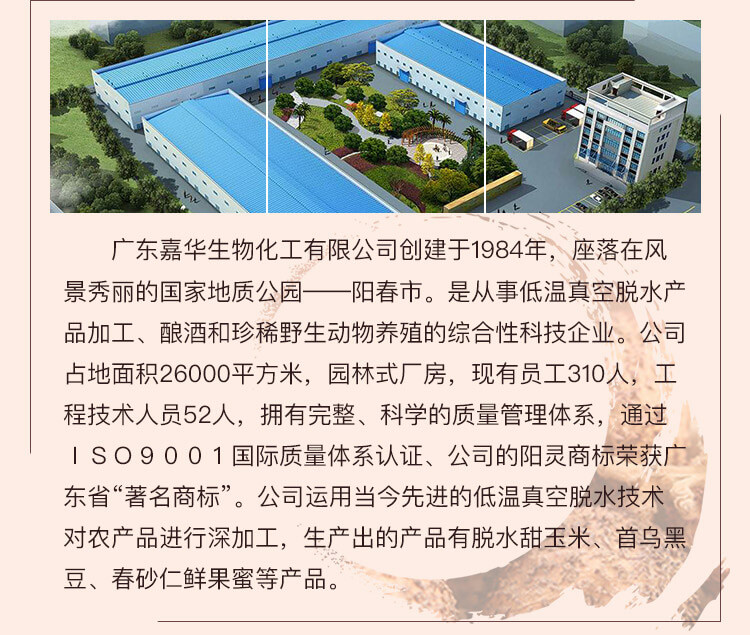 广东嘉华生物化工有限公司创建于1984年，座落在风
景秀丽的国家地质公园——阳春市。是从事低温真空脱水产
品加工、酿酒和珍稀野生动物养殖的综合性科技企业。公司
占地面积26000平方米，园林式厂房，现有员工310人，工
程技术人员52人，拥有完整、科学的质量管理体系，通过
ＩＳＯ９００１国际质量体系认证、公司的阳灵商标荣获广
东省“著名商标”。公司运用当今先进的低温真空脱水技术
对农产品进行深加工，生产出的产品有脱水甜玉米、首乌黑
豆、春砂仁鲜果蜜等产品。